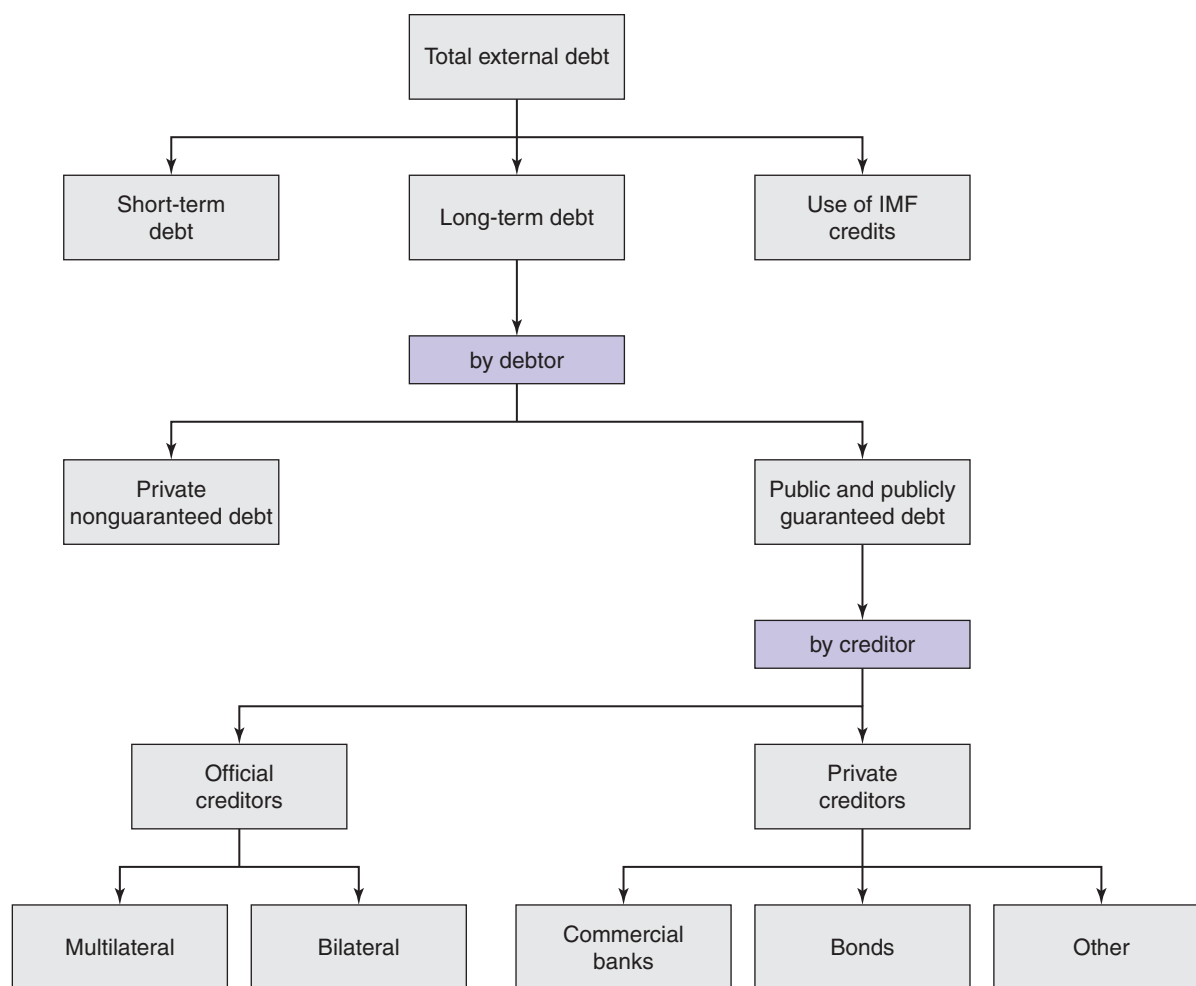 Total external debt
Short-term
debt
Long-term debt
Use of IMF
credits
by debtor
Private
nonguaranteed debt
Public and publicly
guaranteed debt
by creditor
Official
creditors
Private
creditors
Multilateral
Bilateral
Commercial
banks
Bonds
Other